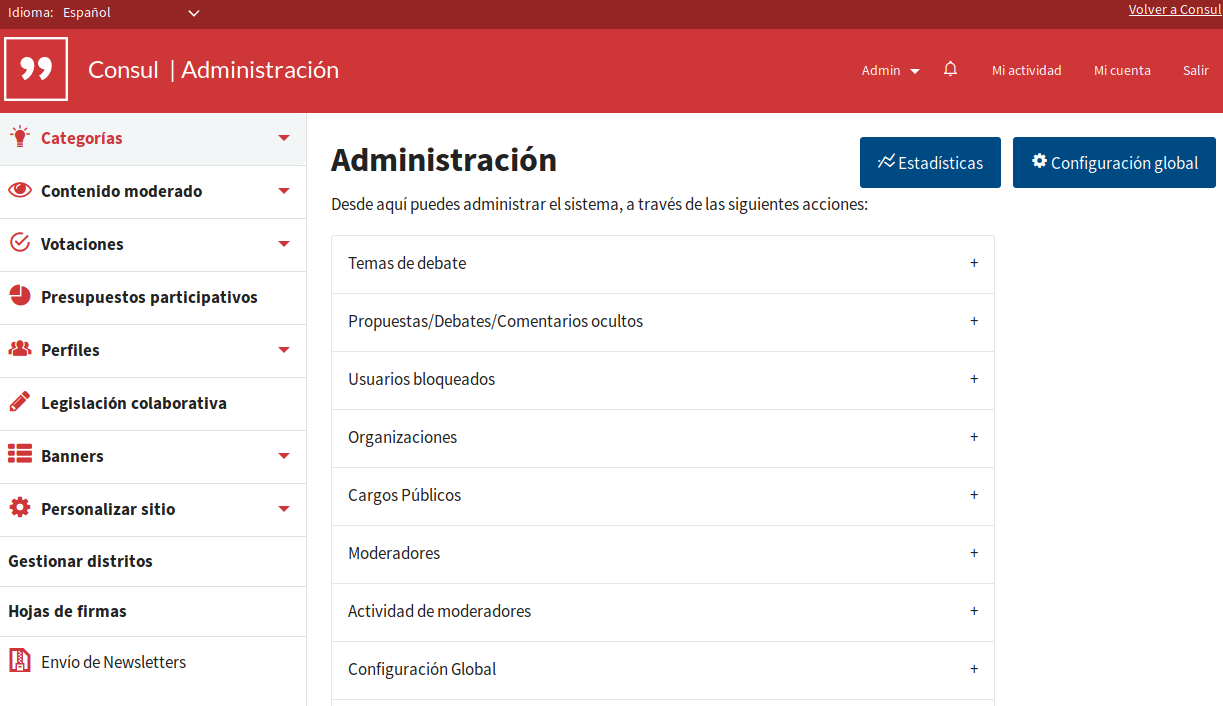 Idioma: Español
Volver a Consul
Consul | Administración
Admin
Mi actividad
Mi cuenta
Salir
Categorías
Contenido moderado
Votaciones
Presupuestos participativos
Perfiles
Legislación colaborativa
Banners
Personalizar sitio
Gestionar distritos
Hojas de firmas
Envío de Newsletters
Administración
Estadísticas
Configuración global
Desde aquí puedes administrar el sistema, a través de las siguientes acciones:
Temas de debate +
Propuestas/Debates/Comentarios ocultos +
Usuarios bloqueados +
Organizaciones +
Cargos Públicos +
Moderadores +
Actividad de moderadores +
Configuración Global +